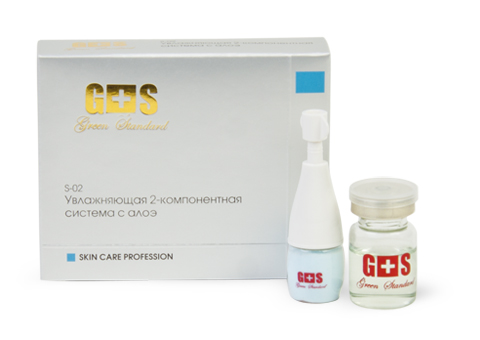 G+S
Green Standard
S-02
Увлажняющая 2-компонентная
система с алоэ
SKIN CARE PROFESSION
G+S
Green Standard
G+S
Green Standard